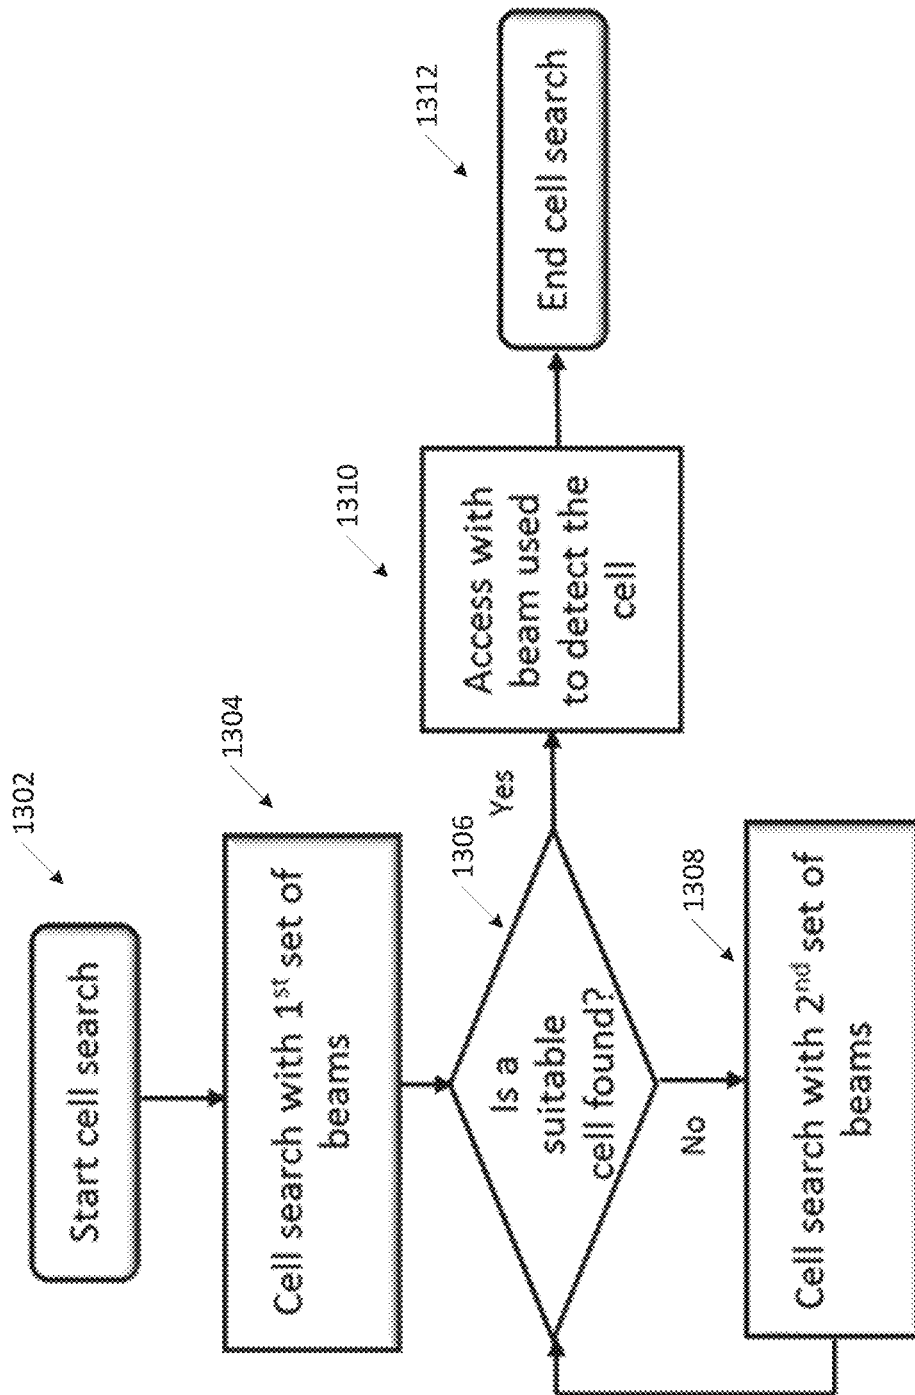 1302
Start cell search
1304
Cell search with 1st set of
beams
1306
Is a
suitable
cell found?
Yes
No
1308
Cell search with 2nd set of
beams
1310
Access with
beam used
to detect the
cell
1312
End cell search